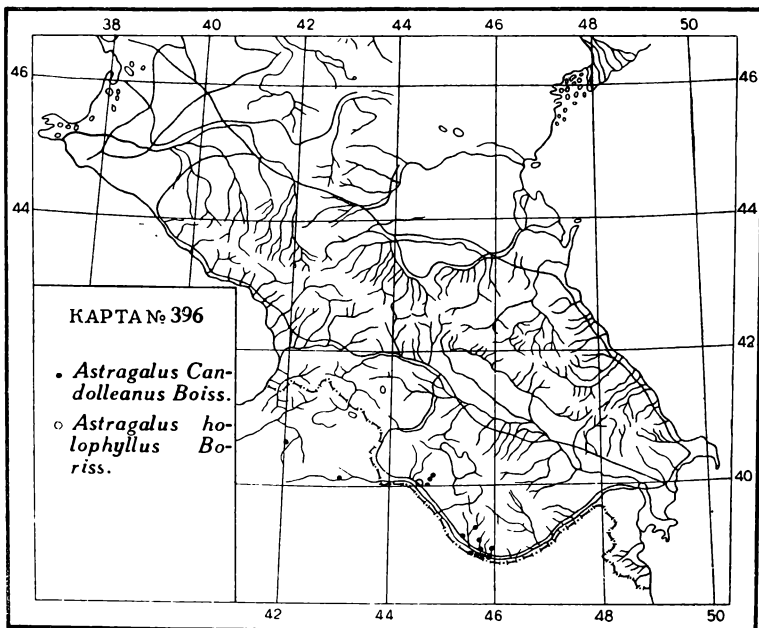 38 40 42 44 46 48 50
46 46
44 44
КАРТА № 396
42
• Astragalus Can-
dolleanus Boiss.
○ Astragalus ho-
lophyllus Bo-
riss.
40
42 44 46 48 50